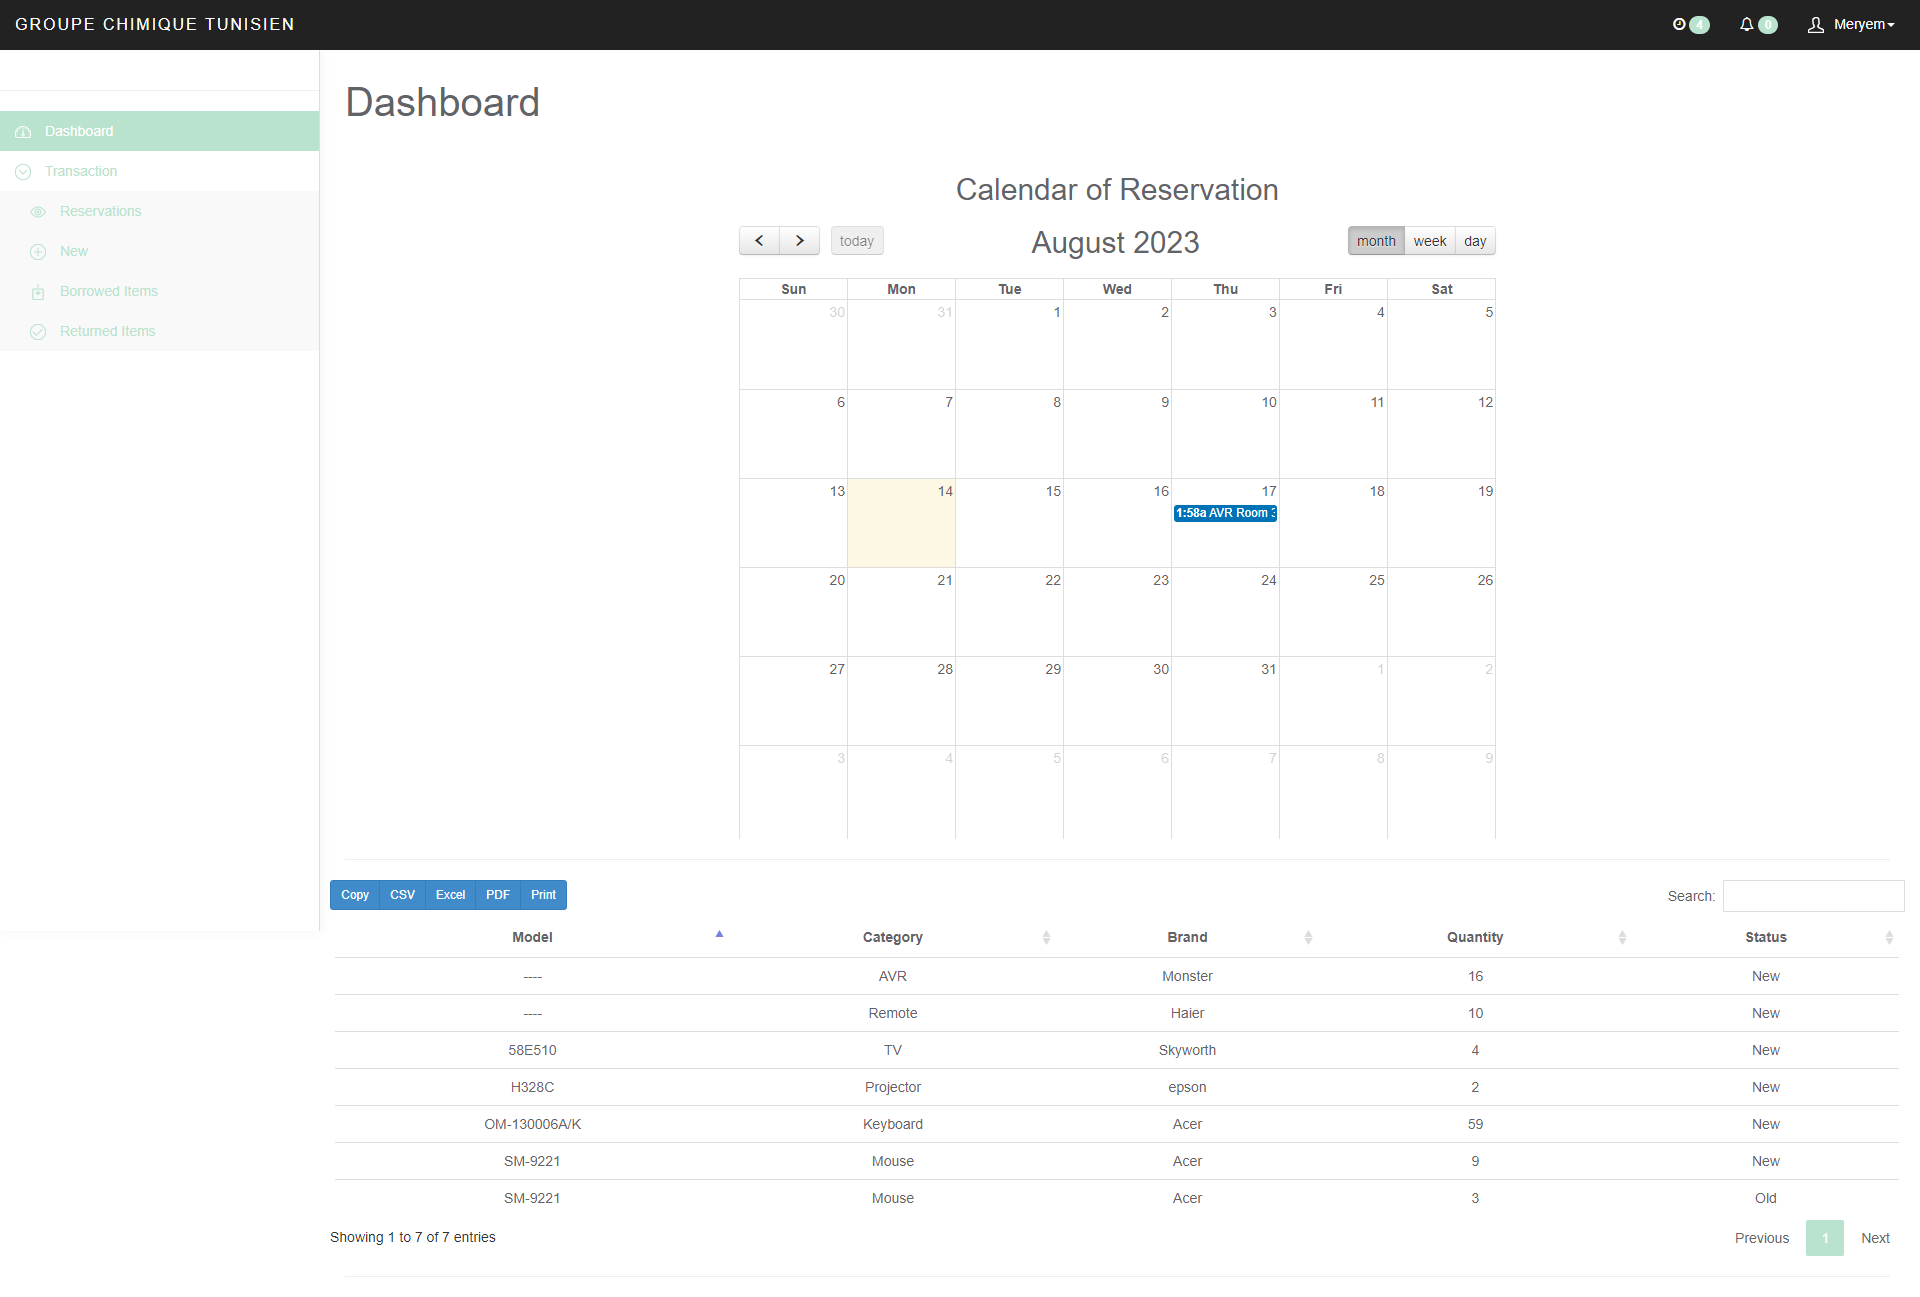 GROUPE CHIMIQUE TUNISIEN
4 0 Meryem
Dashboard
Transaction
Reservations
New
Borrowed Items
Returned Items
Dashboard
Calendar of Reservation
today August 2023 month week day
Sun Mon Tue Wed Thu Fri Sat
30 31 1 2 3 4 5
6 7 8 9 10 11 12
13 14 15 16 17 18 19
1:58a AVR Room
20 21 22 23 24 25 26
27 28 29 30 31 1 2
3 4 5 6 7 8 9
Copy CSV Excel PDF Print Search:
Model Category Brand Quantity Status
---- AVR Monster 16 New
---- Remote Haier 10 New
58E510 TV Skyworth 4 New
H328C Projector epson 2 New
OM-130006A/K Keyboard Acer 59 New
SM-9221 Mouse Acer 9 New
SM-9221 Mouse Acer 3 Old
Showing 1 to 7 of 7 entries Previous 1 Next